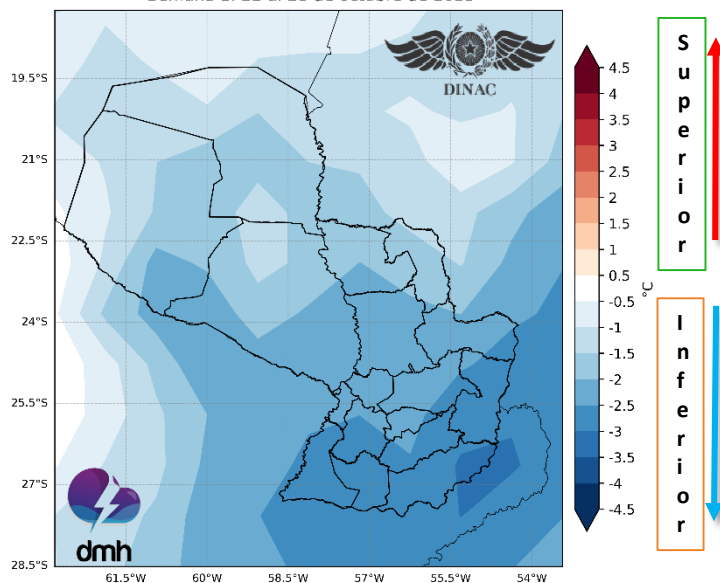 DINAC
19.5°S
21°S
22.5°S
24°S
25.5°S
27°S
28.5°S
61.5°W
60°W
58.5°W
57°W
55.5°W
54°W
dmh
4.5
4
3.5
3
2.5
2
1.5
1
0.5
-0.5
-1
-1.5
-2
-2.5
-3
-3.5
-4
-4.5
°C
S
u
p
e
r
i
o
r
I
n
f
e
r
i
o
r